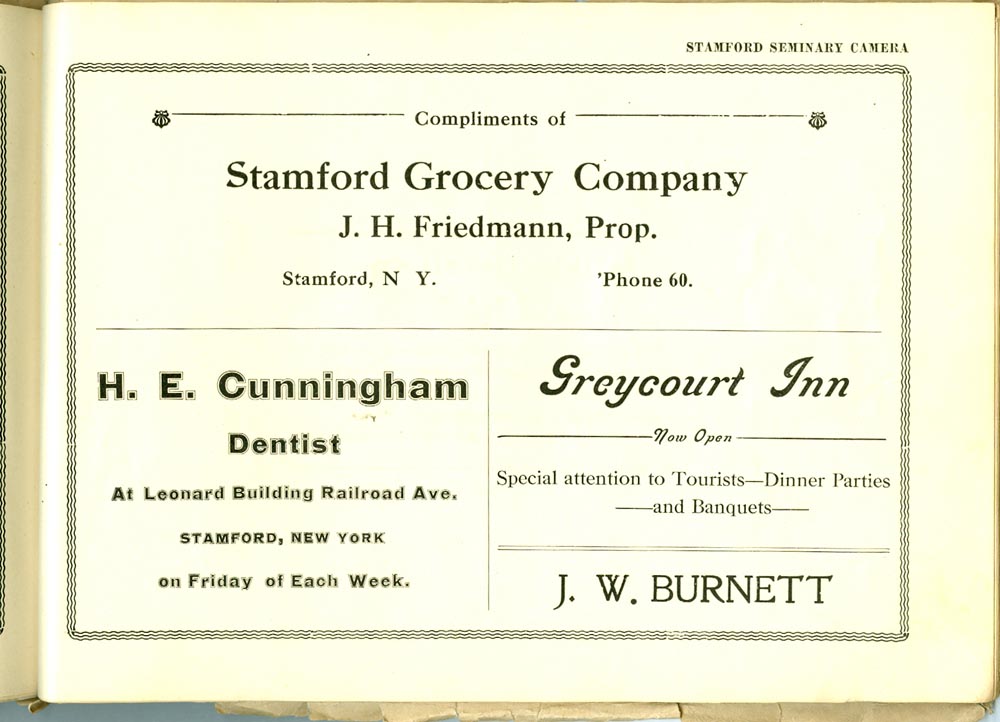 STAMFORD SEMINARY CAMERA
Compliments of
Stamford Grocery Company
J. H. Friedmann, Prop.
Stamford, N Y. 'Phone 60.
H. E. Cunningham
Dentist
At Leonard Building Railroad Ave.
STAMFORD, NEW YORK
on Friday of Each Week.
Greycourt Inn
Now Open
Special attention to Tourists—Dinner Parties
——and Banquets——
J. W. BURNETT